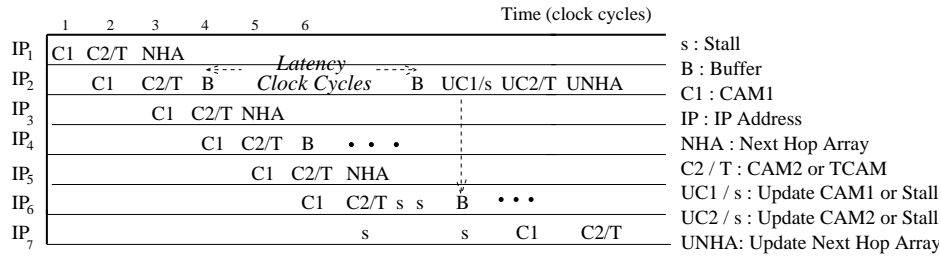 Time (clock cycles)
1 2 3 4 5 6
IP1 C1 C2/T NHA
Latency
IP2 C1 C2/T B Clock Cycles B UC1/s UC2/T UNHA
IP3 C1 C2/T NHA
IP4 C1 C2/T B • • •
IP5 C1 C2/T NHA
IP6 C1 C2/T s s B • • •
IP7 s s C1 C2/T
s : Stall
B : Buffer
C1 : CAM1
IP : IP Address
NHA : Next Hop Array
C2 / T : CAM2 or TCAM
UC1 / s : Update CAM1 or Stall
UC2 / s : Update CAM2 or Stall
UNHA: Update Next Hop Array